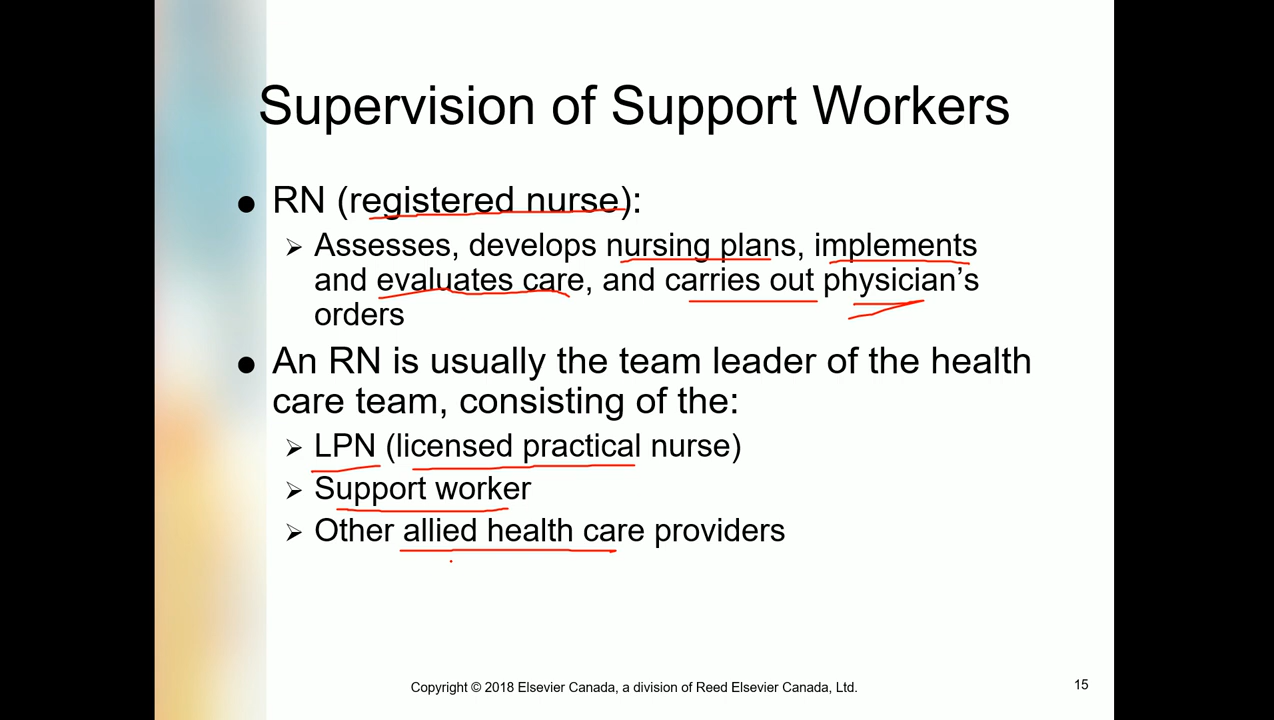 Supervision of Support Workers
● RN (registered nurse):
➢ Assesses, develops nursing plans, implements
and evaluates care, and carries out physician’s
orders
● An RN is usually the team leader of the health
care team, consisting of the:
➢ LPN (licensed practical nurse)
➢ Support worker
➢ Other allied health care providers
Copyright © 2018 Elsevier Canada, a division of Reed Elsevier Canada, Ltd.
15